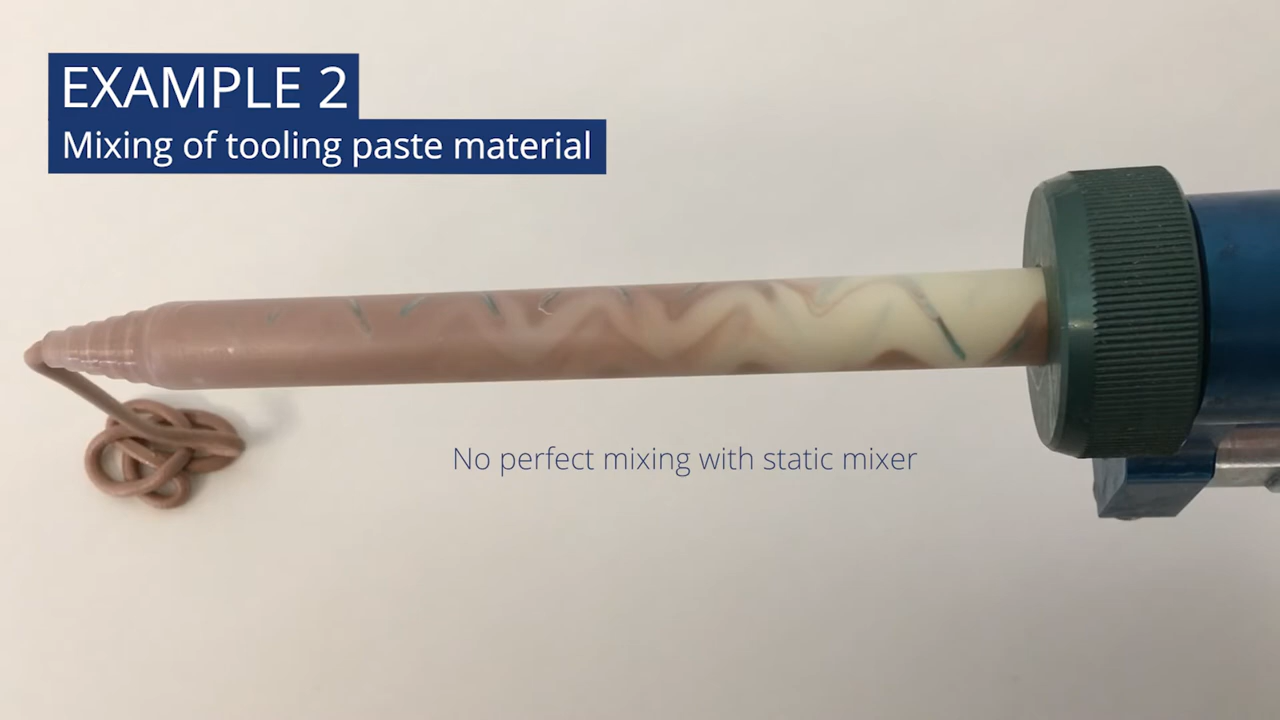 EXAMPLE 2
Mixing of tooling paste material
No perfect mixing with static mixer